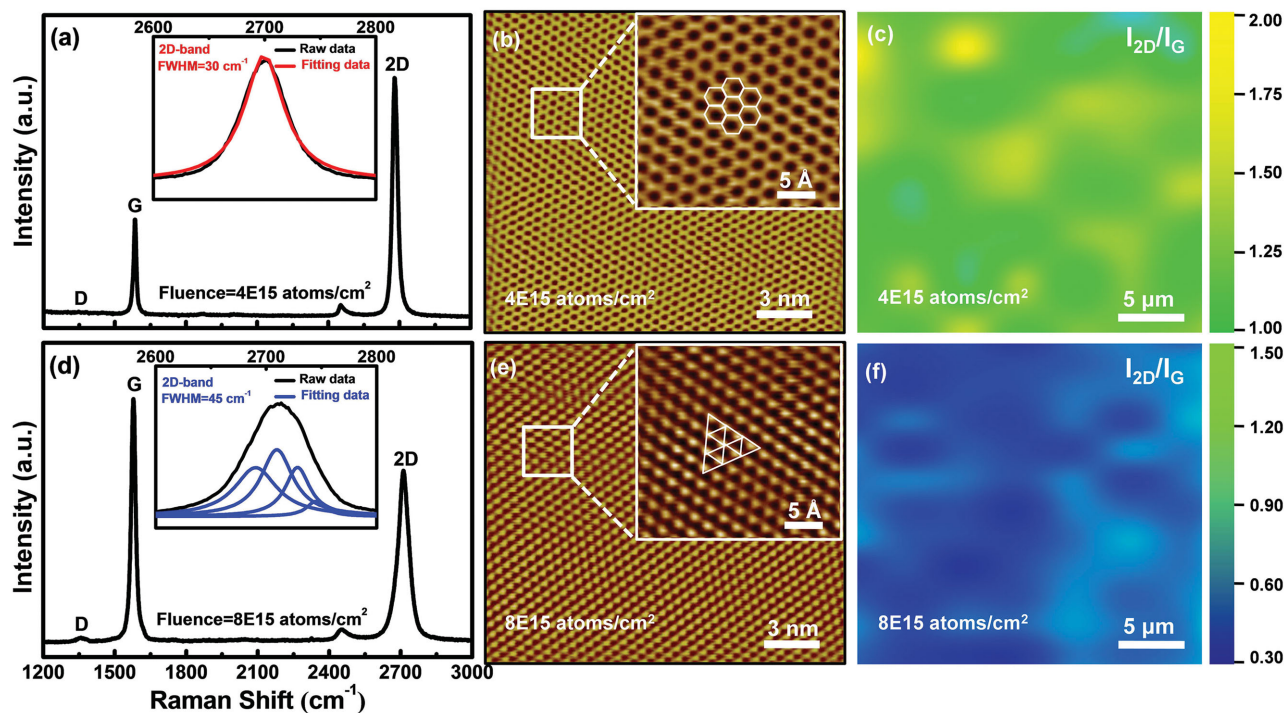 2600 2700 2800
(a)
2D-band
FWHM=30 cm⁻¹
Raw data
Fitting data
2D
G
D
Fluence=4E15 atoms/cm²
Intensity (a.u.)
(b)
5 Å
4E15 atoms/cm²
3 nm
(c)
I2D/IG
4E15 atoms/cm²
5 µm
2.00
1.75
1.50
1.25
1.00
2600 2700 2800
(d)
G
2D-band
FWHM=45 cm⁻¹
Raw data
Fitting data
2D
D
Fluence=8E15 atoms/cm²
Intensity (a.u.)
1200 1500 1800 2100 2400 2700 3000
Raman Shift (cm⁻¹)
(e)
5 Å
8E15 atoms/cm²
3 nm
(f)
I2D/IG
8E15 atoms/cm²
5 µm
1.50
1.20
0.90
0.60
0.30